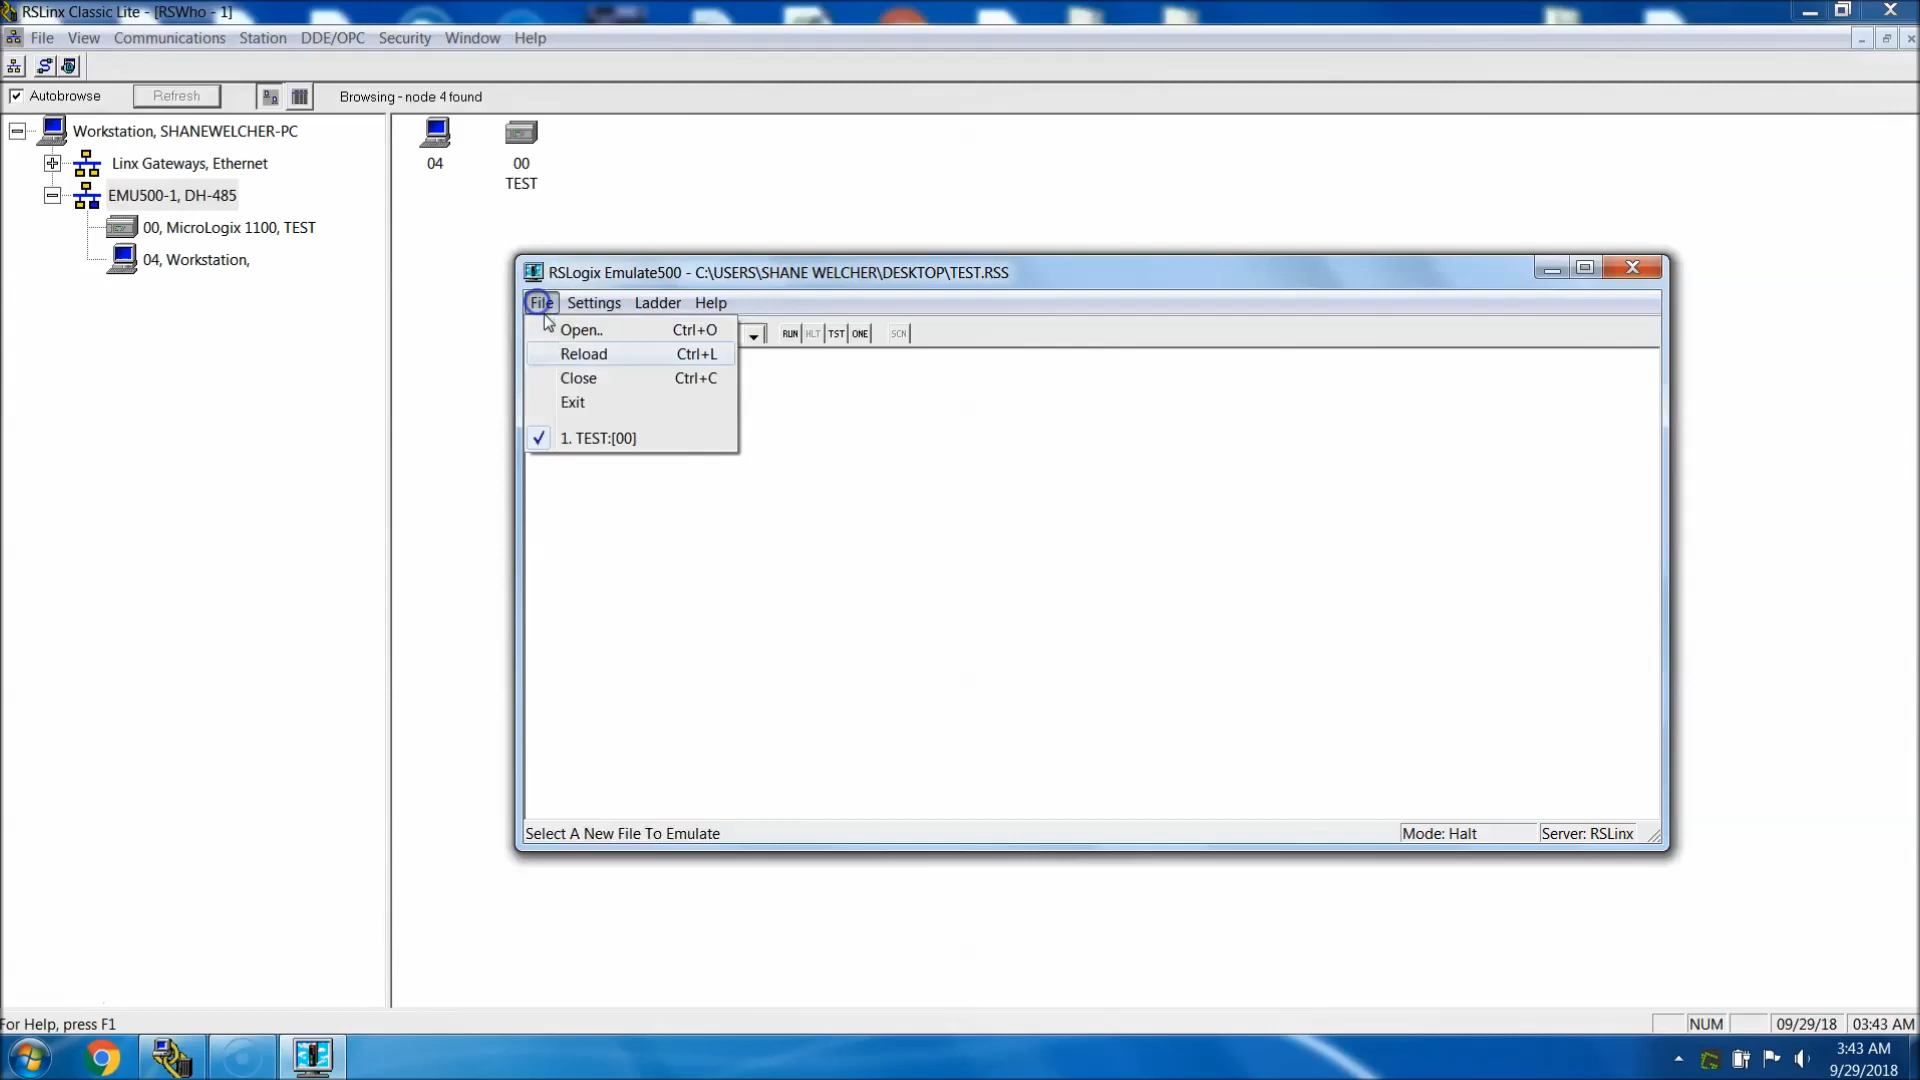 RSLinx Classic Lite - [RSWho - 1]
File View Communications Station DDE/OPC Security Window Help
Autobrowse Refresh Browsing - node 4 found
Workstation, SHANEWELCHER-PC
Linx Gateways, Ethernet
EMU500-1, DH-485
00, MicroLogix 1100, TEST
04, Workstation,
04
00
TEST
RSLogix Emulate500 - C:\USERS\SHANE WELCHER\DESKTOP\TEST.RSS
File Settings Ladder Help
RUN HLT TST ONE SCN
Open.. Ctrl+O
Reload Ctrl+L
Close Ctrl+C
Exit
1. TEST:[00]
Select A New File To Emulate Mode: Halt Server: RSLinx
For Help, press F1 NUM 09/29/18 03:43 AM
3:43 AM
9/29/2018